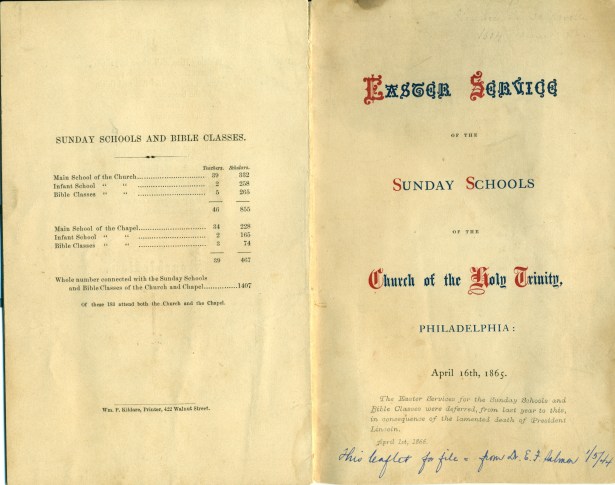 SUNDAY SCHOOLS AND BIBLE CLASSES.
Teachers. Scholars.
Main School of the Church 39 332
Infant School " " 2 258
Bible Classes " " 5 265
46 855
Main School of the Chapel 34 228
Infant School " " 2 165
Bible Classes " " 3 74
39 467
Whole number connected with the Sunday Schools
and Bible Classes of the Church and Chapel 1407
Of these 180 attend both the Church and the Chapel.
422 Walnut Street.
EASTER SERVICE
OF THE
SUNDAY SCHOOLS
OF THE
Church of the Holy Trinity,
PHILADELPHIA:
April 16th, 1865.
The Easter Services for the Sunday Schools and
Bible Classes were deferred, from last year to this,
in consequence of the lamented death of President
Lincoln.
April 1st, 1866.
This leaflet for file - from Dr. E. F.